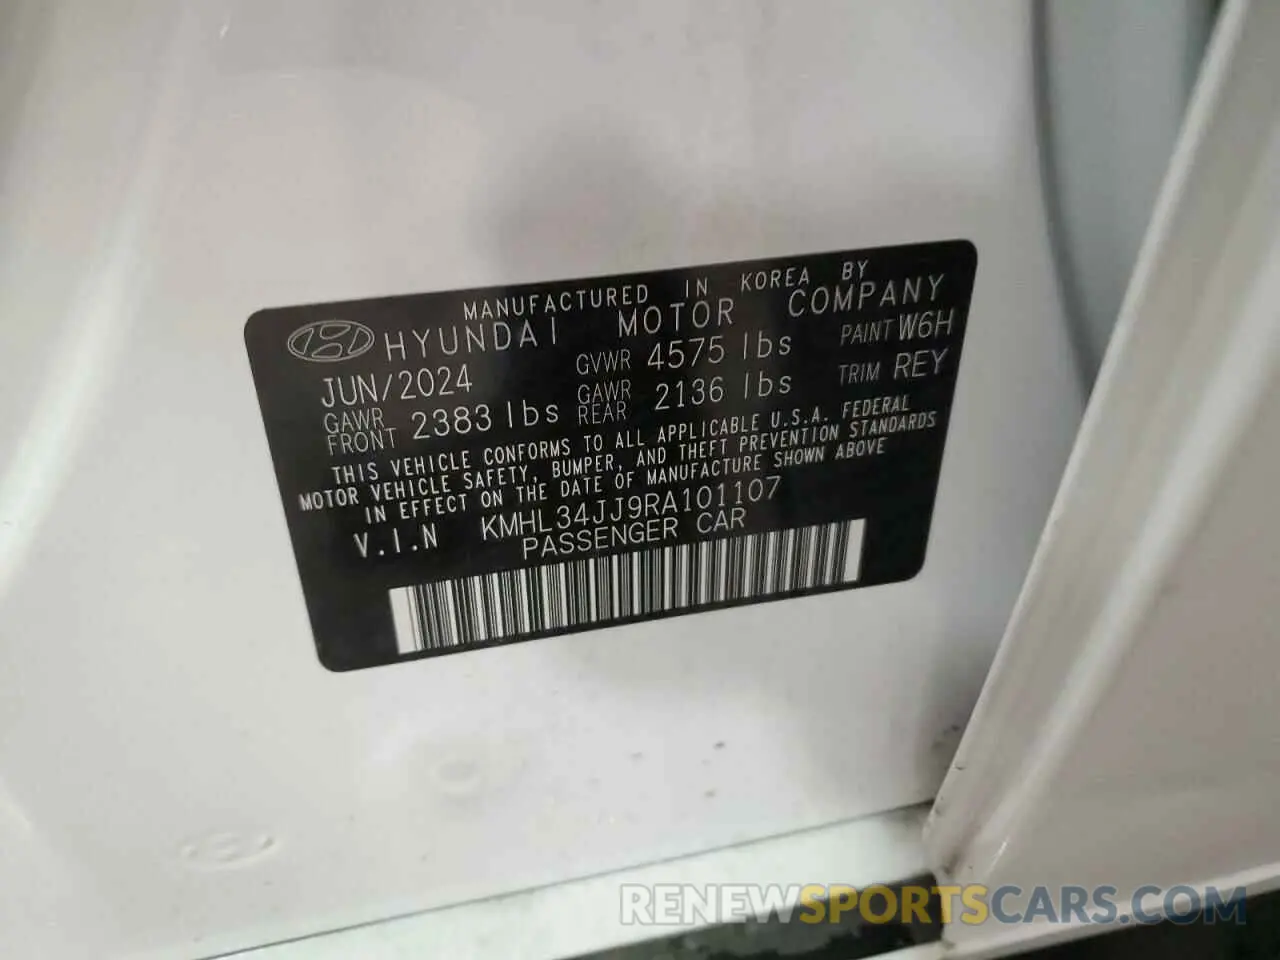 MANUFACTURED IN KOREA BY
HYUNDAI MOTOR COMPANY
JUN/2024 GVWR 4575 lbs PAINT W6H
GAWR FRONT 2383 lbs GAWR REAR 2136 lbs TRIM REY
THIS VEHICLE CONFORMS TO ALL APPLICABLE U.S.A. FEDERAL
MOTOR VEHICLE SAFETY, BUMPER, AND THEFT PREVENTION STANDARDS
IN EFFECT ON THE DATE OF MANUFACTURE SHOWN ABOVE
V.I.N KMHL34JJ9RA101107
PASSENGER CAR
RENEWSPORTSCARS.COM